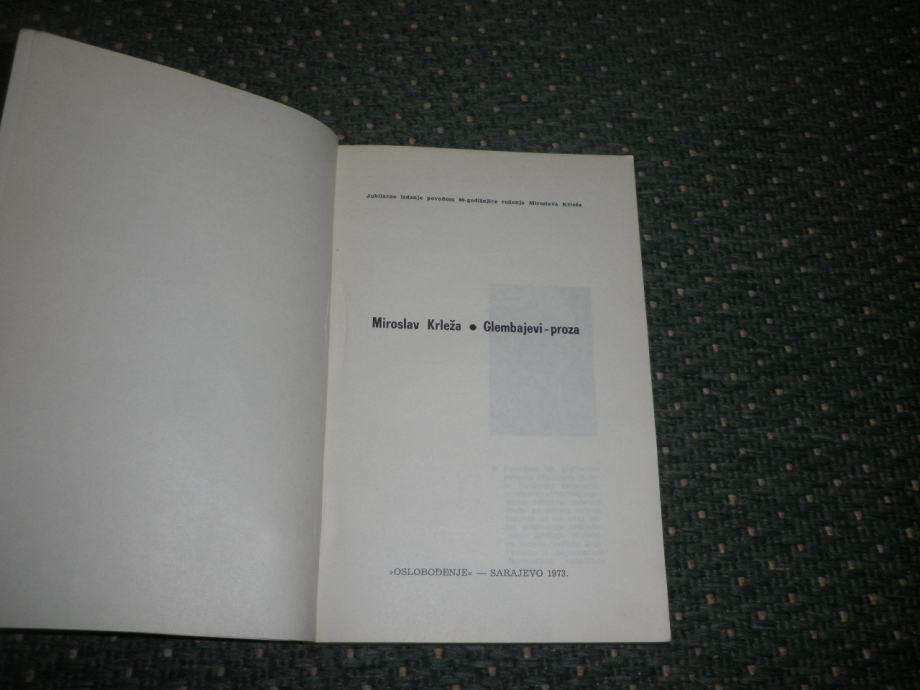 Jubilarno izdanje povodom 80-godišnjice rođenja Miroslava Krleže
Miroslav Krleža ● Glembajevi - proza
»OSLOBOĐENJE« — SARAJEVO 1973.